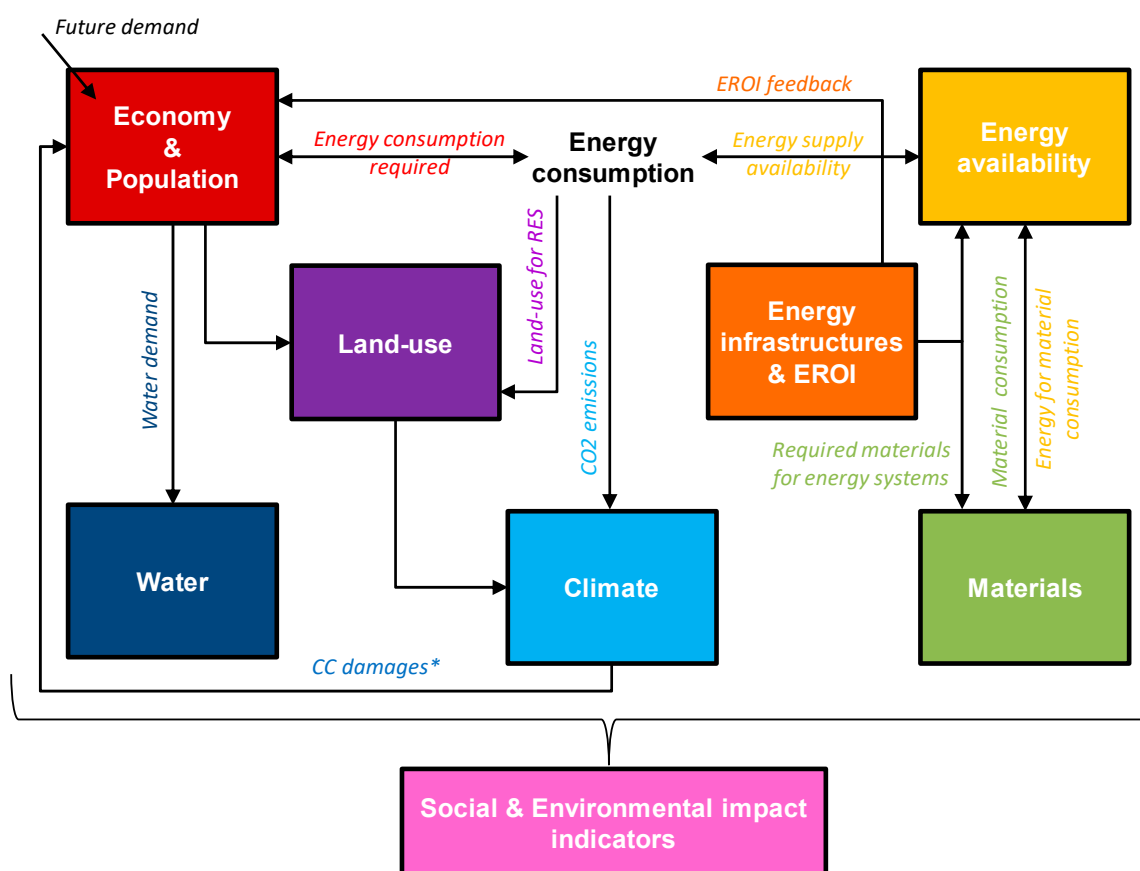 Future demand
Economy
&
Population
EROI feedback
Energy consumption
required
Energy
consumption
Energy supply
availability
Energy
availability
Land-use for RES
Land-use
Energy
infrastructures
& EROI
Water demand
CO2 emissions
Material  consumption
Energy for material
consumption
Required materials
for energy systems
Water
Climate
Materials
CC damages*
Social & Environmental impact
indicators